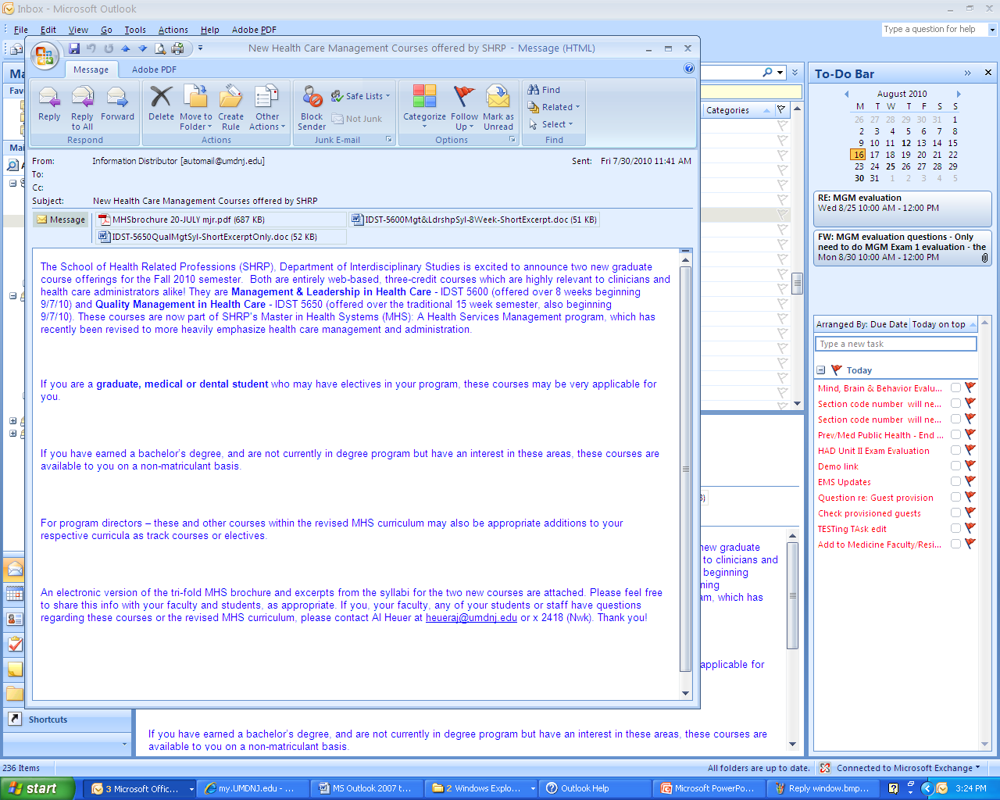 Inbox - Microsoft Outlook
File Edit View Go Tools Actions Help Adobe PDF
Type a question for help
New Health Care Management Courses offered by SHRP - Message (HTML)
Message Adobe PDF
Reply
Reply to All
Forward
Respond
Delete
Move to Folder
Create Rule
Other Actions
Actions
Block Sender
Safe Lists
Not Junk
Junk E-mail
Categorize
Follow Up
Mark as Unread
Options
Find
Related
Select
Find
From: Information Distributor [automail@umdnj.edu]
Sent: Fri 7/30/2010 11:41 AM
To:
Cc:
Subject: New Health Care Management Courses offered by SHRP
Message
MHSbrochure 20-JULY mjr.pdf (687 KB)
IDST-5600Mgt&LdrshpSyl-8Week-ShortExcerpt.doc (51 KB)
IDST-5650QualMgtSyl-ShortExcerptOnly.doc (52 KB)
The School of Health Related Professions (SHRP), Department of Interdisciplinary Studies is excited to announce two new graduate
course offerings for the Fall 2010 semester. Both are entirely web-based, three-credit courses which are highly relevant to clinicians and
health care administrators alike! They are Management & Leadership in Health Care - IDST 5600 (offered over 8 weeks beginning
9/7/10) and Quality Management in Health Care - IDST 5650 (offered over the traditional 15 week semester, also beginning
9/7/10). These courses are now part of SHRP's Master in Health Systems (MHS): A Health Services Management program, which has
recently been revised to more heavily emphasize health care management and administration.
If you are a graduate, medical or dental student who may have electives in your program, these courses may be very applicable for
you.
If you have earned a bachelor's degree, and are not currently in degree program but have an interest in these areas, these courses are
available to you on a non-matriculant basis.
For program directors – these and other courses within the revised MHS curriculum may also be appropriate additions to your
respective curricula as track courses or electives.
An electronic version of the tri-fold MHS brochure and excerpts from the syllabi for the two new courses are attached. Please feel free
to share this info with your faculty and students, as appropriate. If you, your faculty, any of your students or staff have questions
regarding these courses or the revised MHS curriculum, please contact Al Heuer at heueraj@umdnj.edu or x 2418 (Nwk). Thank you!
Categories
new graduate
to clinicians and
beginning
ning
am, which has
applicable for
If you have earned a bachelor's degree, and are not currently in degree program but have an interest in these areas, these courses are
available to you on a non-matriculant basis.
Ma
Fav
Mai
Shortcuts
To-Do Bar
August 2010
M T W T F S S
26 27 28 29 30 31 1
2 3 4 5 6 7 8
9 10 11 12 13 14 15
16 17 18 19 20 21 22
23 24 25 26 27 28 29
30 31 1 2 3 4 5
RE: MGM evaluation
Wed 8/25 10:00 AM - 12:00 PM
FW: MGM evaluation questions - Only
need to do MGM Exam 1 evaluation - the
Mon 8/30 10:00 AM - 12:00 PM
Arranged By: Due Date Today on top
Type a new task
Today
Mind, Brain & Behavior Evalu...
Section code number will ne...
Section code number will ne...
Prev/Med Public Health - End ...
HAD Unit II Exam Evaluation
Demo link
EMS Updates
Question re: Guest provision
Check provisioned guests
TESTing TAsk edit
Add to Medicine Faculty/Resi...
236 Items
All folders are up to date.
Connected to Microsoft Exchange
start
3 Microsoft Offic...
my.UMDNJ.edu - ...
MS Outlook 2007 t...
2 Windows Explo...
Outlook Help
Microsoft PowerPo...
Reply window.bmp...
3:24 PM